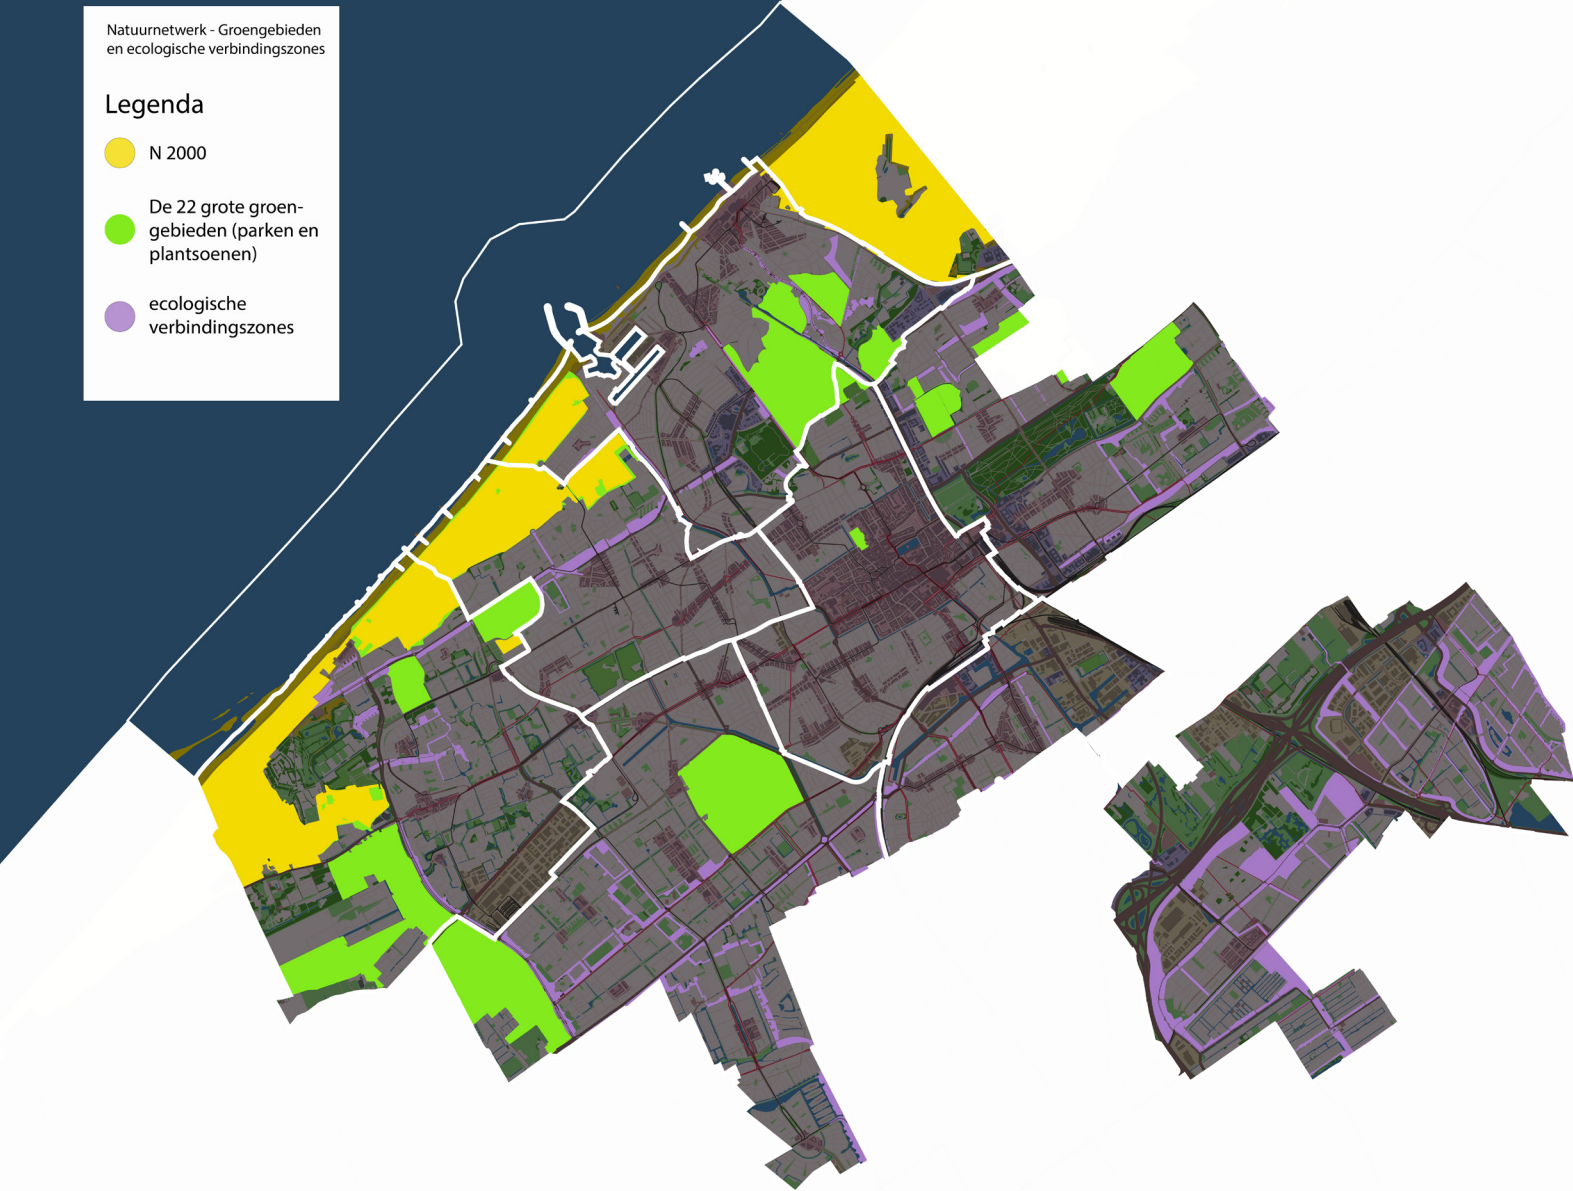 Natuurnetwerk - Groengebieden
en ecologische verbindingszones
Legenda
N 2000
De 22 grote groen-
gebieden (parken en
plantsoenen)
ecologische
verbindingszones